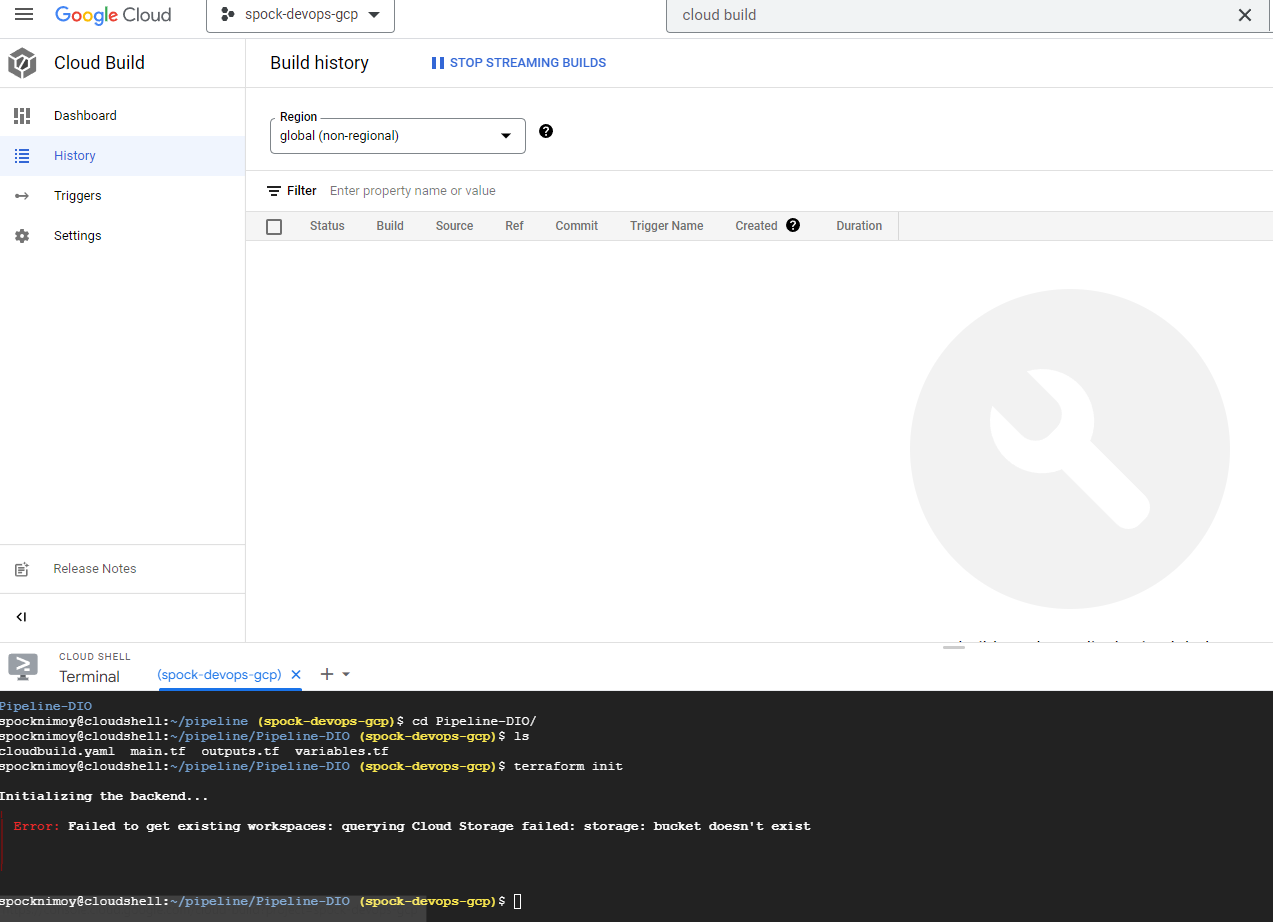 Google Cloud
spock-devops-gcp
cloud build
Cloud Build
Build history
STOP STREAMING BUILDS
Dashboard
History
Triggers
Settings
Region
global (non-regional)
Filter Enter property name or value
Status Build Source Ref Commit Trigger Name Created Duration
Release Notes
CLOUD SHELL
Terminal
(spock-devops-gcp)
Pipeline-DIO
spocknimoy@cloudshell:~/pipeline (spock-devops-gcp)$ cd Pipeline-DIO/
spocknimoy@cloudshell:~/pipeline/Pipeline-DIO (spock-devops-gcp)$ ls
cloudbuild.yaml main.tf outputs.tf variables.tf
spocknimoy@cloudshell:~/pipeline/Pipeline-DIO (spock-devops-gcp)$ terraform init
Initializing the backend...
Error: Failed to get existing workspaces: querying Cloud Storage failed: storage: bucket doesn't exist
spocknimoy@cloudshell:~/pipeline/Pipeline-DIO (spock-devops-gcp)$